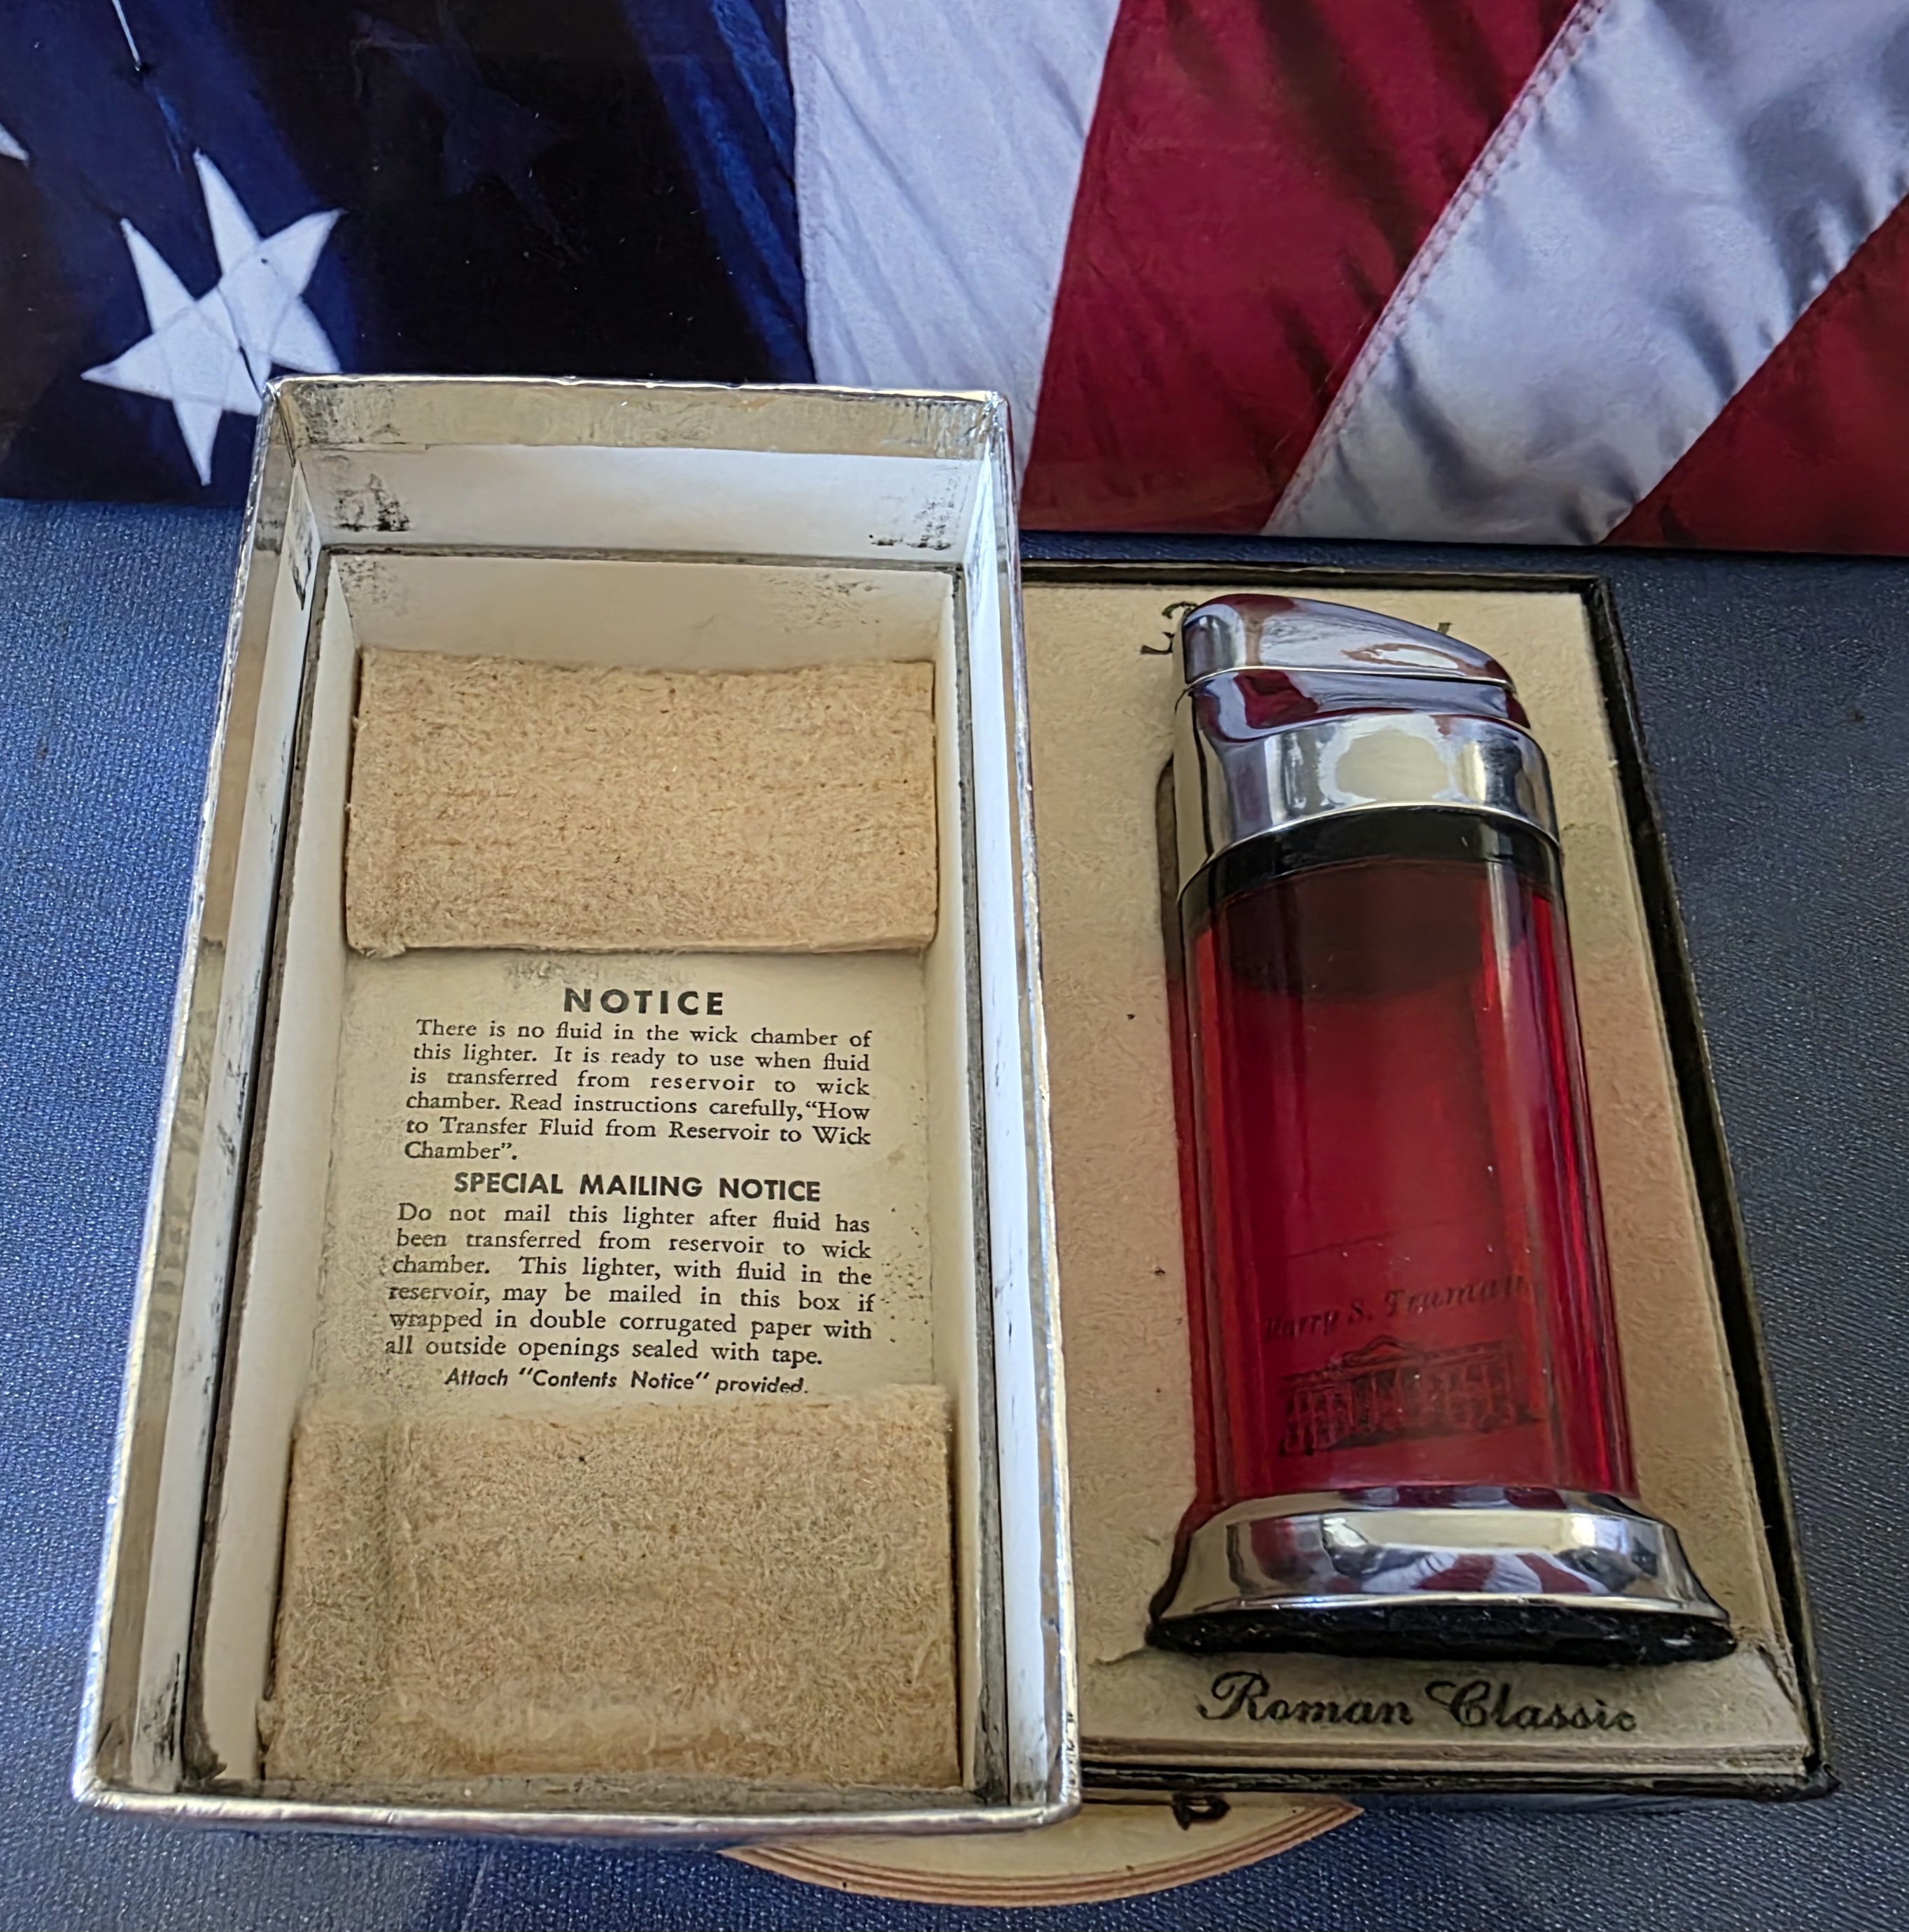 NOTICE
There is no fluid in the wick chamber of
this lighter. It is ready to use when fluid
is transferred from reservoir to wick
chamber. Read instructions carefully, “How
to Transfer Fluid from Reservoir to Wick
Chamber”.
SPECIAL MAILING NOTICE
Do not mail this lighter after fluid has
been transferred from reservoir to wick
chamber. This lighter, with fluid in the
reservoir, may be mailed in this box if
wrapped in double corrugated paper with
all outside openings sealed with tape.
Attach "Contents Notice" provided.
Harry S. Truman
Roman Classic